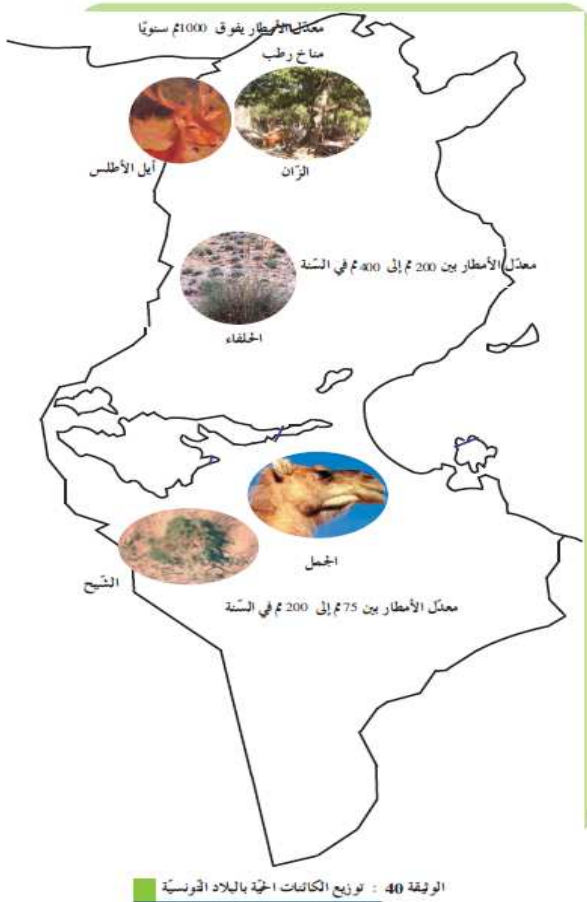 معدّل الأمطار يفوق 1000مم سنويّا
مناخ رطب
أيل الأطلس
الزّان
معدّل الأمطار بين 200 مم إلى 400 مم في السّنة
الحلفاء
الجمل
الشّيح
معدّل الأمطار بين 75 مم إلى 200 مم في السّنة
الوثيقة 40 : توزيع الكائنات الحيّة بالبلاد التّونسيّة